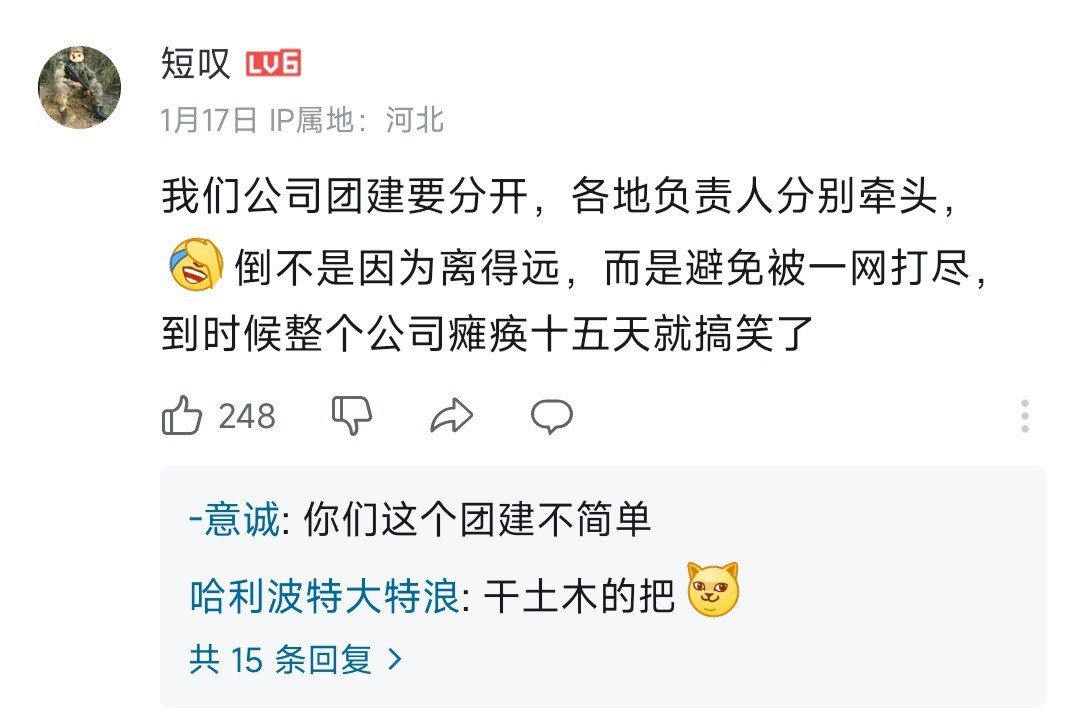 短叹 LV6
1月17日 IP属地：河北
我们公司团建要分开，各地负责人分别牵头，
倒不是因为离得远，而是避免被一网打尽，
到时候整个公司瘫痪十五天就搞笑了
248
-意诚: 你们这个团建不简单
哈利波特大特浪: 干土木的把
共 15 条回复 >